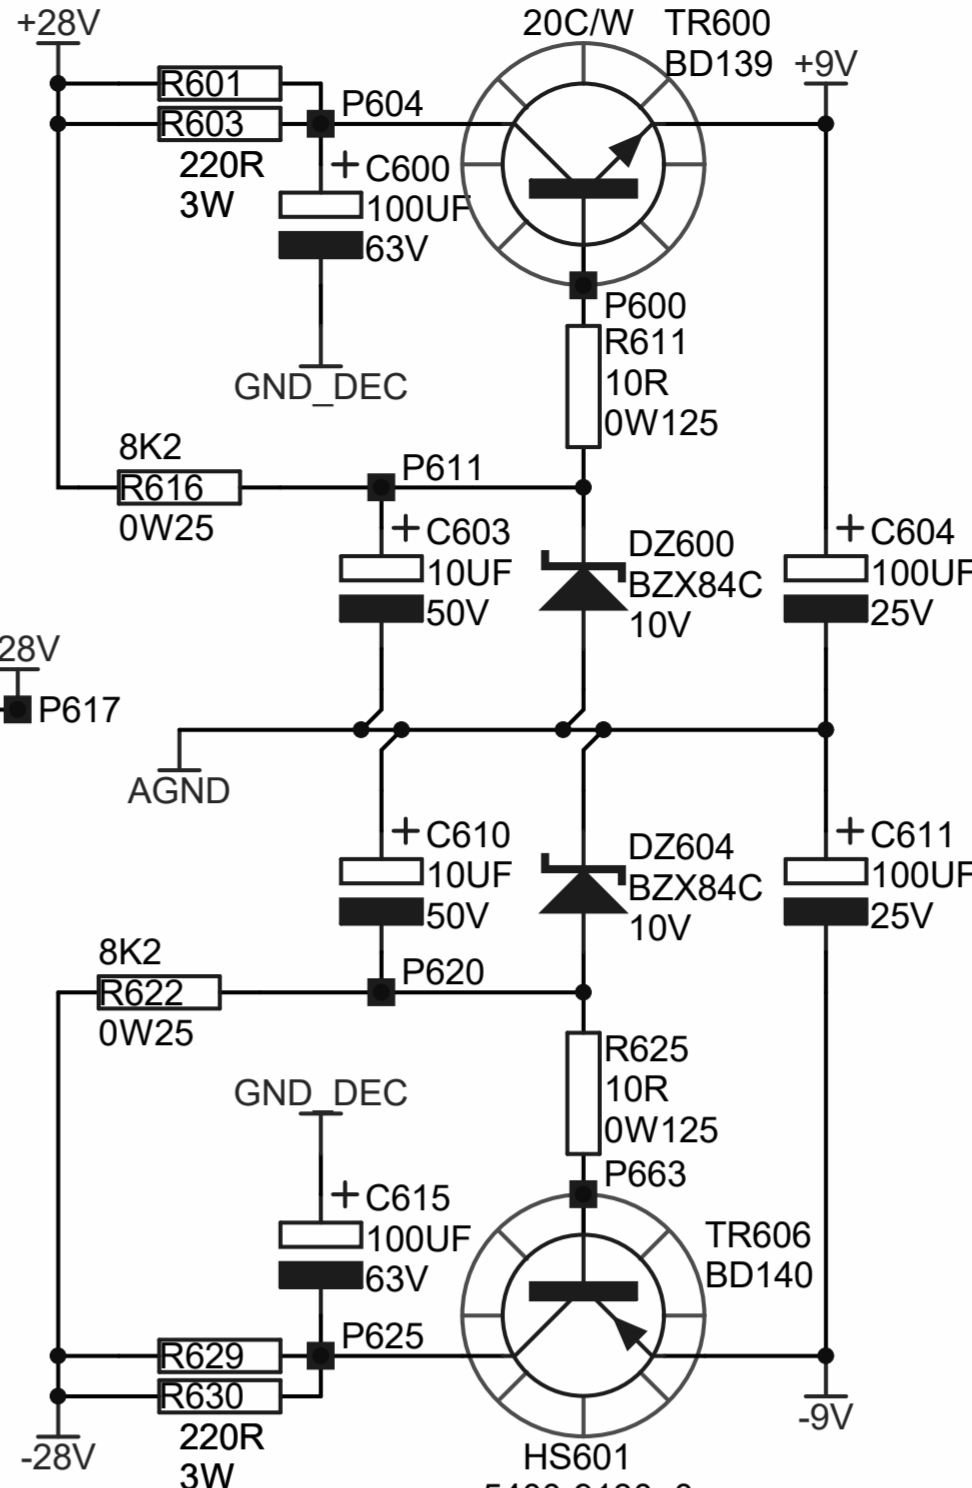 +28V
20C/W
TR600
BD139
+9V
R601
P604
R603
220R
3W
+ C600
100UF
63V
P600
R611
10R
0W125
GND_DEC
8K2
R616
0W25
P611
+ C603
10UF
50V
DZ600
BZX84C
10V
+ C604
100UF
25V
28V
P617
AGND
+ C610
10UF
50V
DZ604
BZX84C
10V
+ C611
100UF
25V
8K2
R622
0W25
P620
R625
10R
0W125
GND_DEC
P663
+ C615
100UF
63V
TR606
BD140
P625
R629
R630
220R
3W
-28V
-9V
HS601